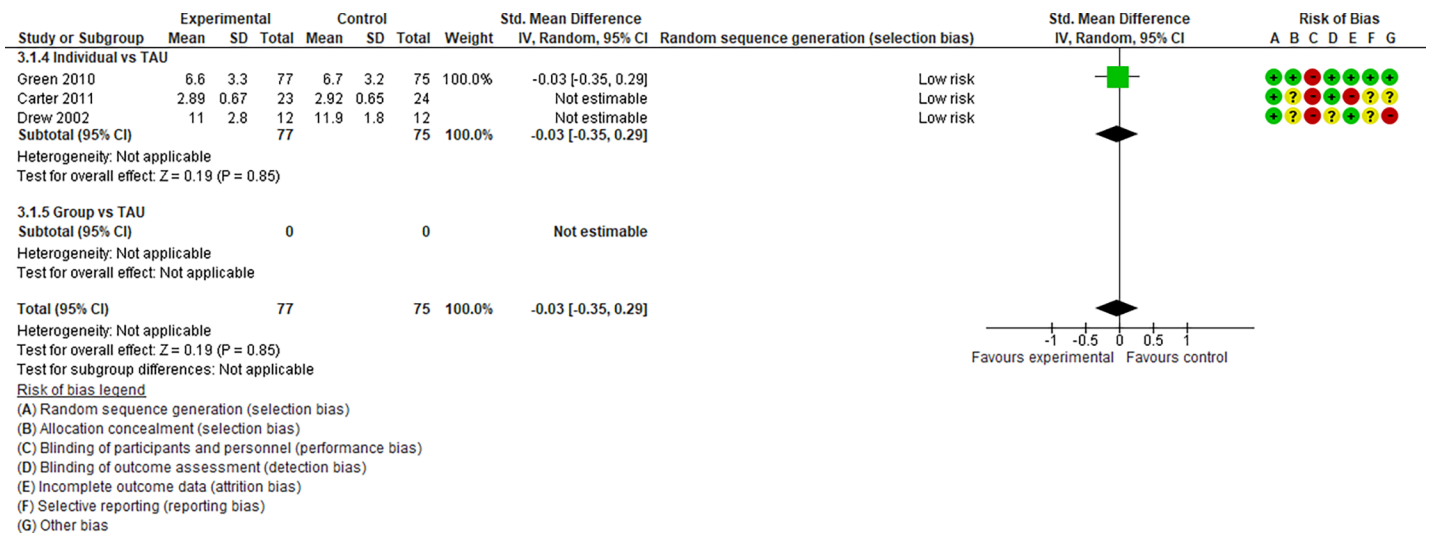 Experimental Control Std. Mean Difference Std. Mean Difference Risk of Bias
Study or Subgroup Mean SD Total Mean SD Total Weight IV, Random, 95% CI Random sequence generation (selection bias) IV, Random, 95% CI A B C D E F G
3.1.4 Individual vs TAU
Green 2010 6.6 3.3 77 6.7 3.2 75 100.0% -0.03 [-0.35, 0.29] Low risk + + - + + + +
Carter 2011 2.89 0.67 23 2.92 0.65 24 Not estimable Low risk + ? - + - ? ?
Drew 2002 11 2.8 12 11.9 1.8 12 Not estimable Low risk + ? - ? + ? -
Subtotal (95% CI) 77 75 100.0% -0.03 [-0.35, 0.29]
Heterogeneity: Not applicable
Test for overall effect: Z = 0.19 (P = 0.85)
3.1.5 Group vs TAU
Subtotal (95% CI) 0 0 Not estimable
Heterogeneity: Not applicable
Test for overall effect: Not applicable
Total (95% CI) 77 75 100.0% -0.03 [-0.35, 0.29]
Heterogeneity: Not applicable
Test for overall effect: Z = 0.19 (P = 0.85)
Test for subgroup differences: Not applicable
-1 -0.5 0 0.5 1
Favours experimental Favours control
Risk of bias legend
(A) Random sequence generation (selection bias)
(B) Allocation concealment (selection bias)
(C) Blinding of participants and personnel (performance bias)
(D) Blinding of outcome assessment (detection bias)
(E) Incomplete outcome data (attrition bias)
(F) Selective reporting (reporting bias)
(G) Other bias